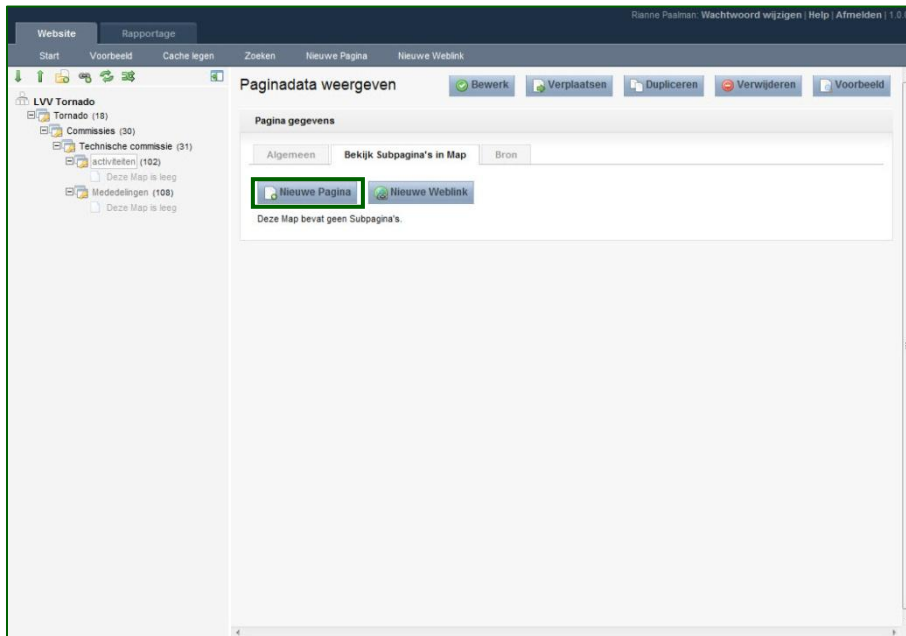 Rianne Paalman: Wachtwoord wijzigen | Help | Afmelden | 1.0.
Website Rapportage
Start Voorbeeld Cache legen Zoeken Nieuwe Pagina Nieuwe Weblink
LVV Tornado
Tornado (18)
Commissies (30)
Technische commissie (31)
activiteiten (102)
Deze Map is leeg
Mededelingen (108)
Deze Map is leeg
Paginadata weergeven Bewerk Verplaatsen Dupliceren Verwijderen Voorbeeld
Pagina gegevens
Algemeen Bekijk Subpagina's in Map Bron
Nieuwe Pagina Nieuwe Weblink
Deze Map bevat geen Subpagina's.